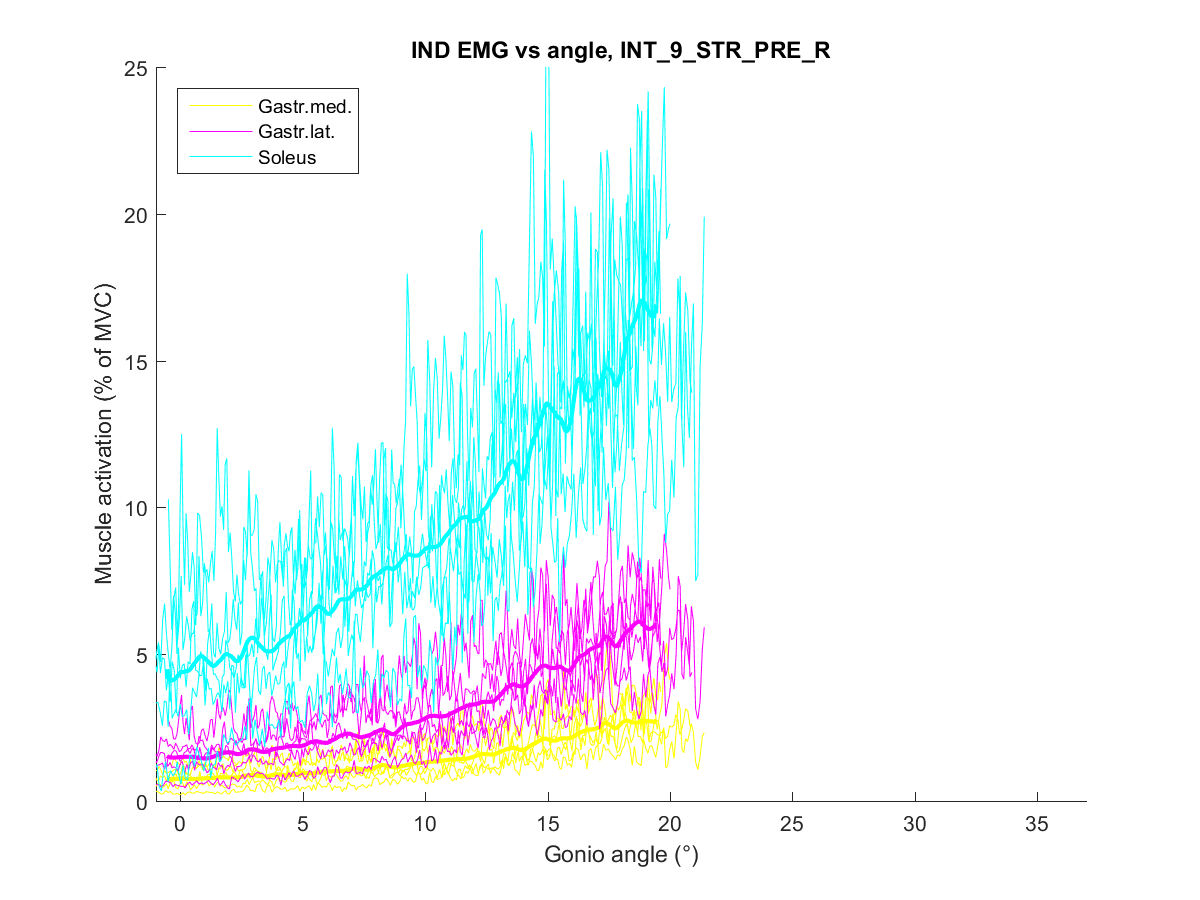 IND EMG vs angle, INT_9_STR_PRE_R
25
20
15
10
5
0
Muscle activation (% of MVC)
Gastr.med.
Gastr.lat.
Soleus
0 5 10 15 20 25 30 35
Gonio angle (°)